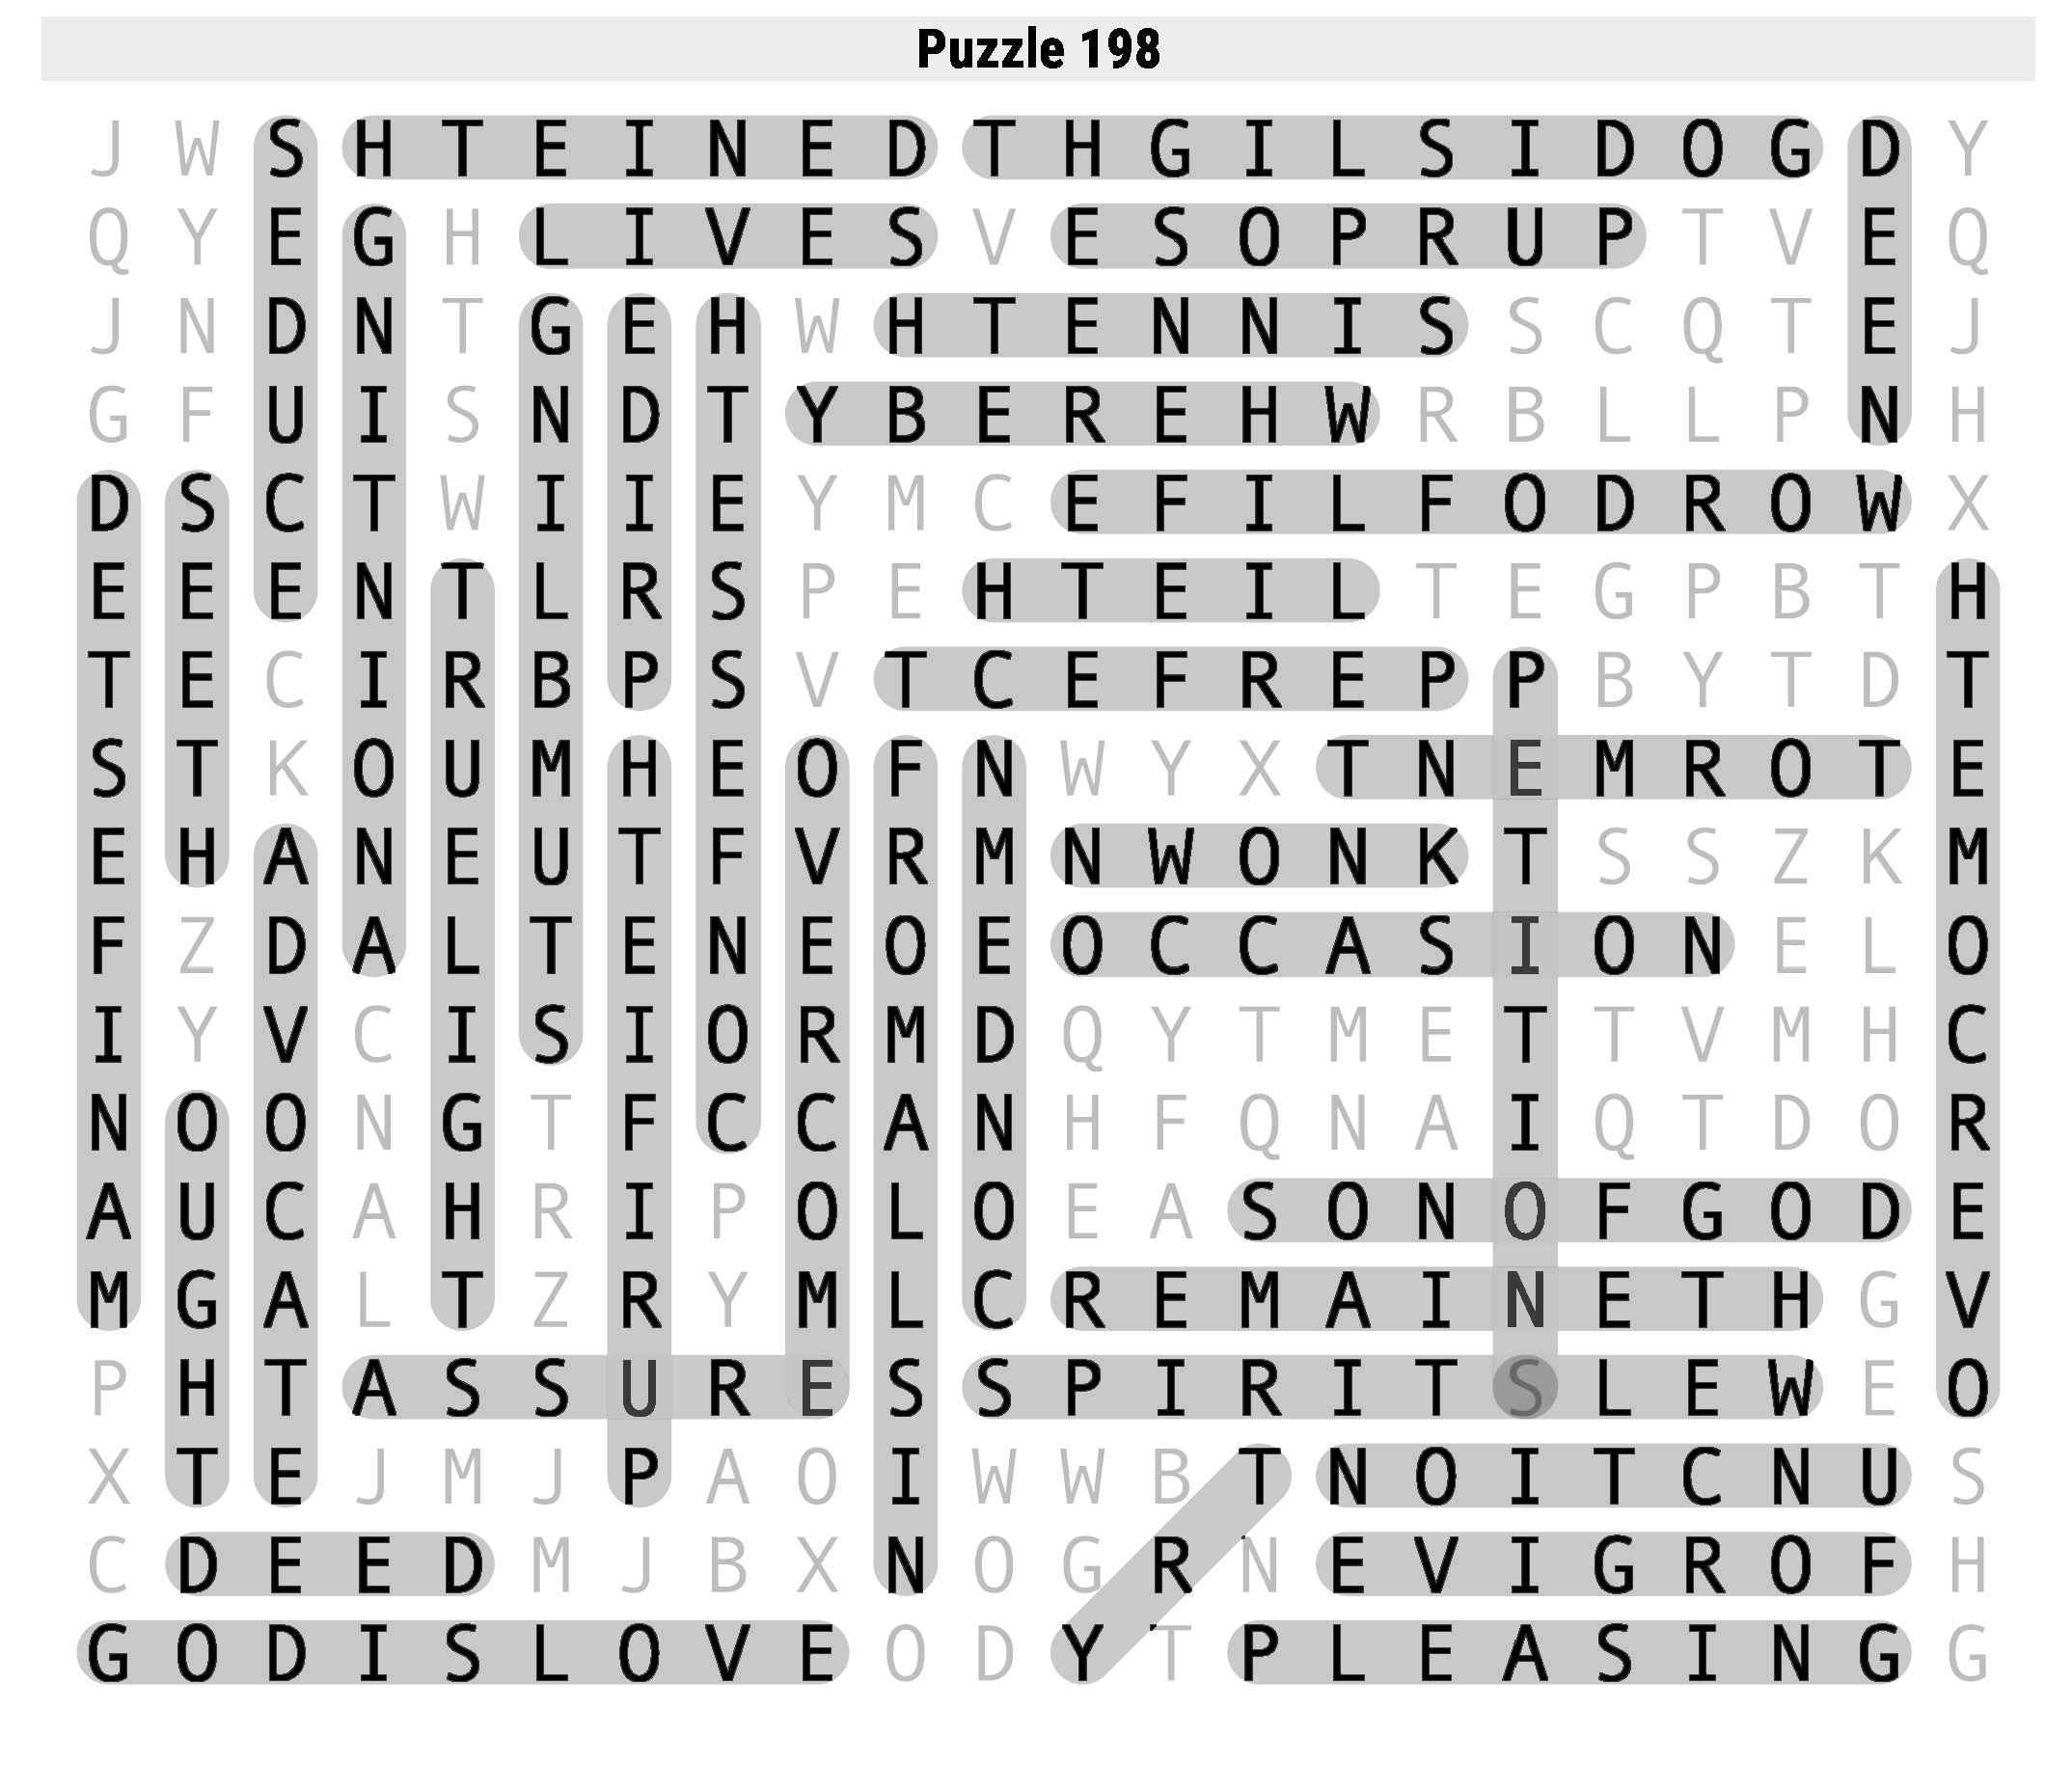 Puzzle 198
J W S H T E I N E D T H G I L S I D O G D Y
Q Y E G H L I V E S V E S O P R U P T V E Q
J N D N T G E H W H T E N N I S S C Q T E J
G F U I S N D T Y B E R E H W R B L L P N H
D S C T W I I E Y M C E F I L F O D R O W X
E E E N T L R S P E H T E I L T E G P B T H
T E C I R B P S V T C E F R E P P B Y T D T
S T K O U M H E O F N W Y X T N E M R O T E
E H A N E U T F V R M N W O N K T S S Z K M
F Z D A L T E N E O E O C C A S I O N E L O
I Y V C I S I O R M D Q Y T M E T T V M H C
N O O N G T F C C A N H F Q N A I Q T D O R
A U C A H R I P O L O E A S O N O F G O D E
M G A L T Z R Y M L C R E M A I N E T H G V
P H T A S S U R E S S P I R I T S L E W E O
X T E J M J P A O I W W B T N O I T C N U S
C D E E D M J B X N O G R N E V I G R O F H
G O D I S L O V E O D Y T P L E A S I N G G